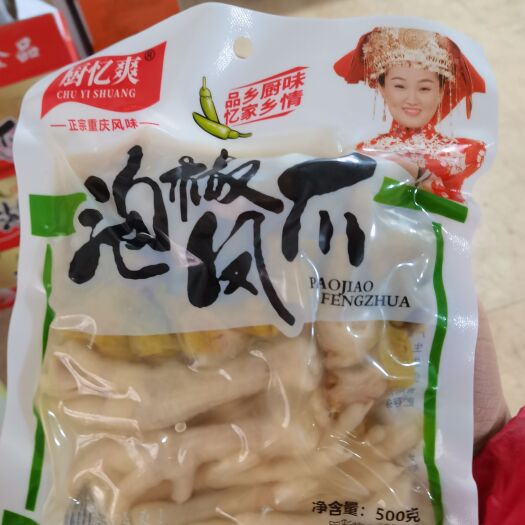 厨忆爽®
CHU YI SHUANG
正宗重庆风味
品乡厨味
忆家乡情
泡椒凤爪
PAOJIAO
FENGZHUA
净含量：500克
品